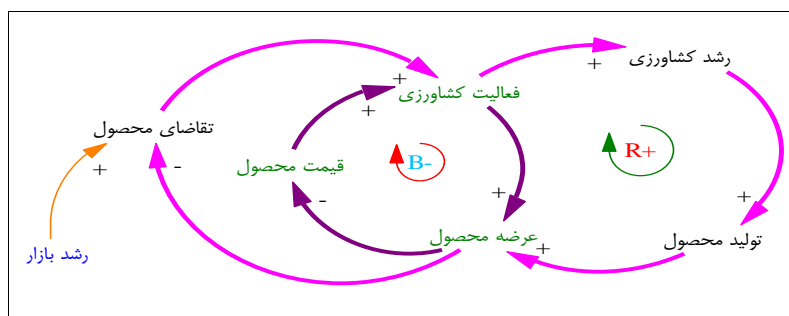 رشد کشاورزی
+
+
فعالیت کشاورزی
+
+
تقاضای محصول
+
-
قیمت محصول
B-
R+
-
+
+
عرضه محصول
+
تولید محصول
رشد بازار